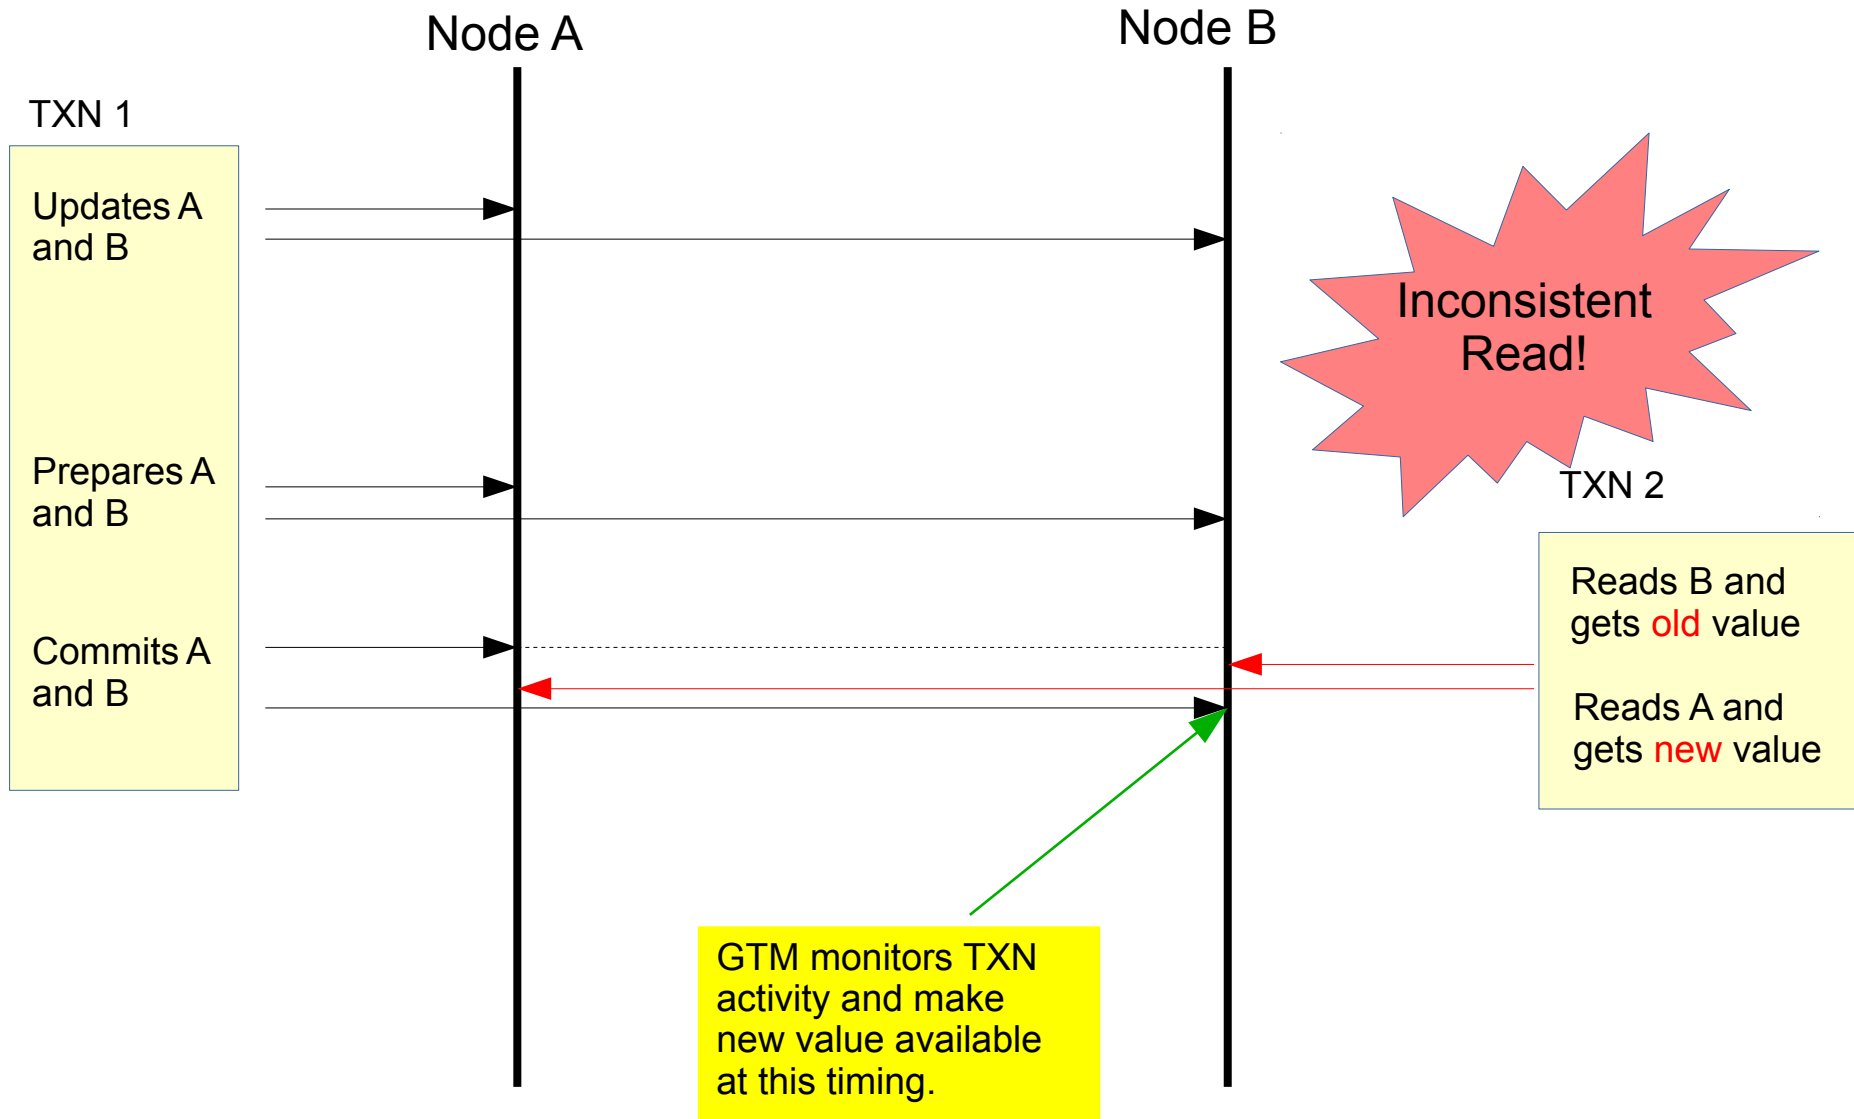 Node A
Node B
TXN 1
Updates A
and B
Inconsistent
Read!
Prepares A
and B
TXN 2
Reads B and
gets old value
Commits A
and B
Reads A and
gets new value
GTM monitors TXN
activity and make
new value available
at this timing.